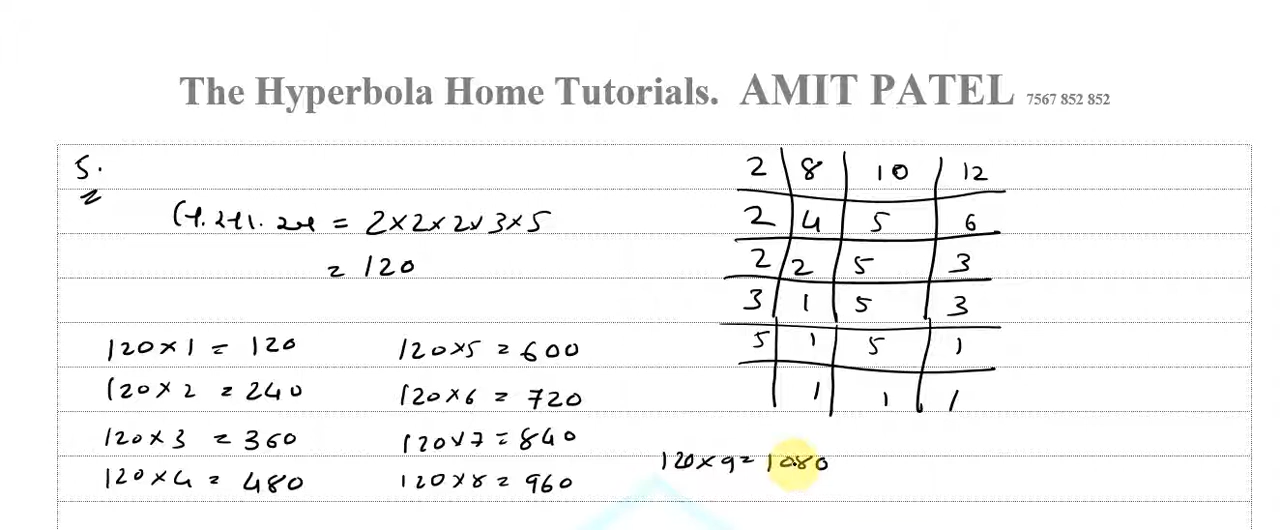 The Hyperbola Home Tutorials. AMIT PATEL 7567 852 852
5.
2 8 10 12
2 4 5 6
2 2 5 3
3 1 5 3
5 1 5 1
1 1 1
= 2×2×2×3×5
= 120
120×1 = 120
120×2 = 240
120×3 = 360
120×4 = 480
120×5 = 600
120×6 = 720
120×7 = 840
120×8 = 960
120×9 = 1080